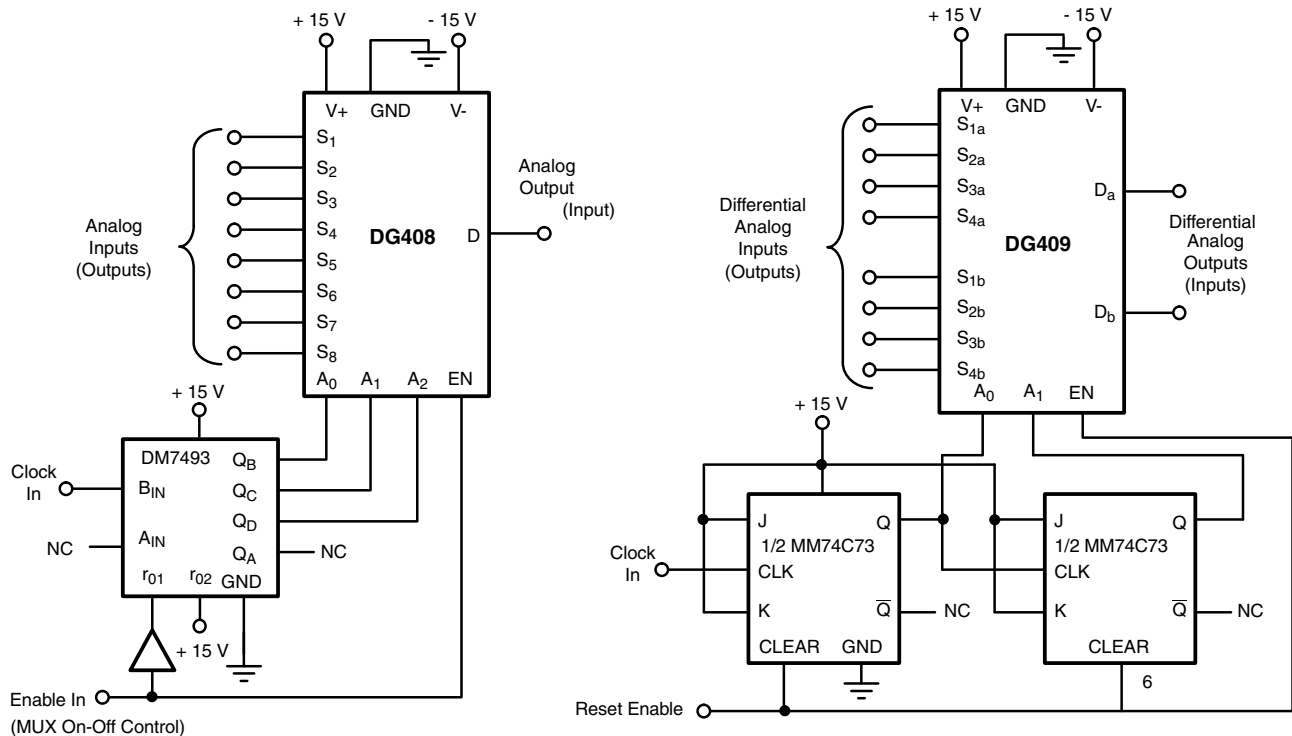 + 15 V
- 15 V
V+
GND
V-
S1
S2
S3
S4
S5
S6
S7
S8
Analog
Inputs
(Outputs)
DG408
D
Analog
Output
(Input)
A0
A1
A2
EN
+ 15 V
DM7493
QB
QC
QD
QA
Clock
In
BIN
AIN
NC
NC
r01
r02
GND
+ 15 V
Enable In
(MUX On-Off Control)
+ 15 V
- 15 V
V+
GND
V-
S1a
S2a
S3a
S4a
S1b
S2b
S3b
S4b
Differential
Analog
Inputs
(Outputs)
DG409
Da
Db
Differential
Analog
Outputs
(Inputs)
A0
A1
EN
+ 15 V
J
Q
1/2 MM74C73
CLK
K
Q̅
NC
CLEAR
GND
Clock
In
J
Q
1/2 MM74C73
CLK
K
Q̅
NC
CLEAR
6
Reset Enable